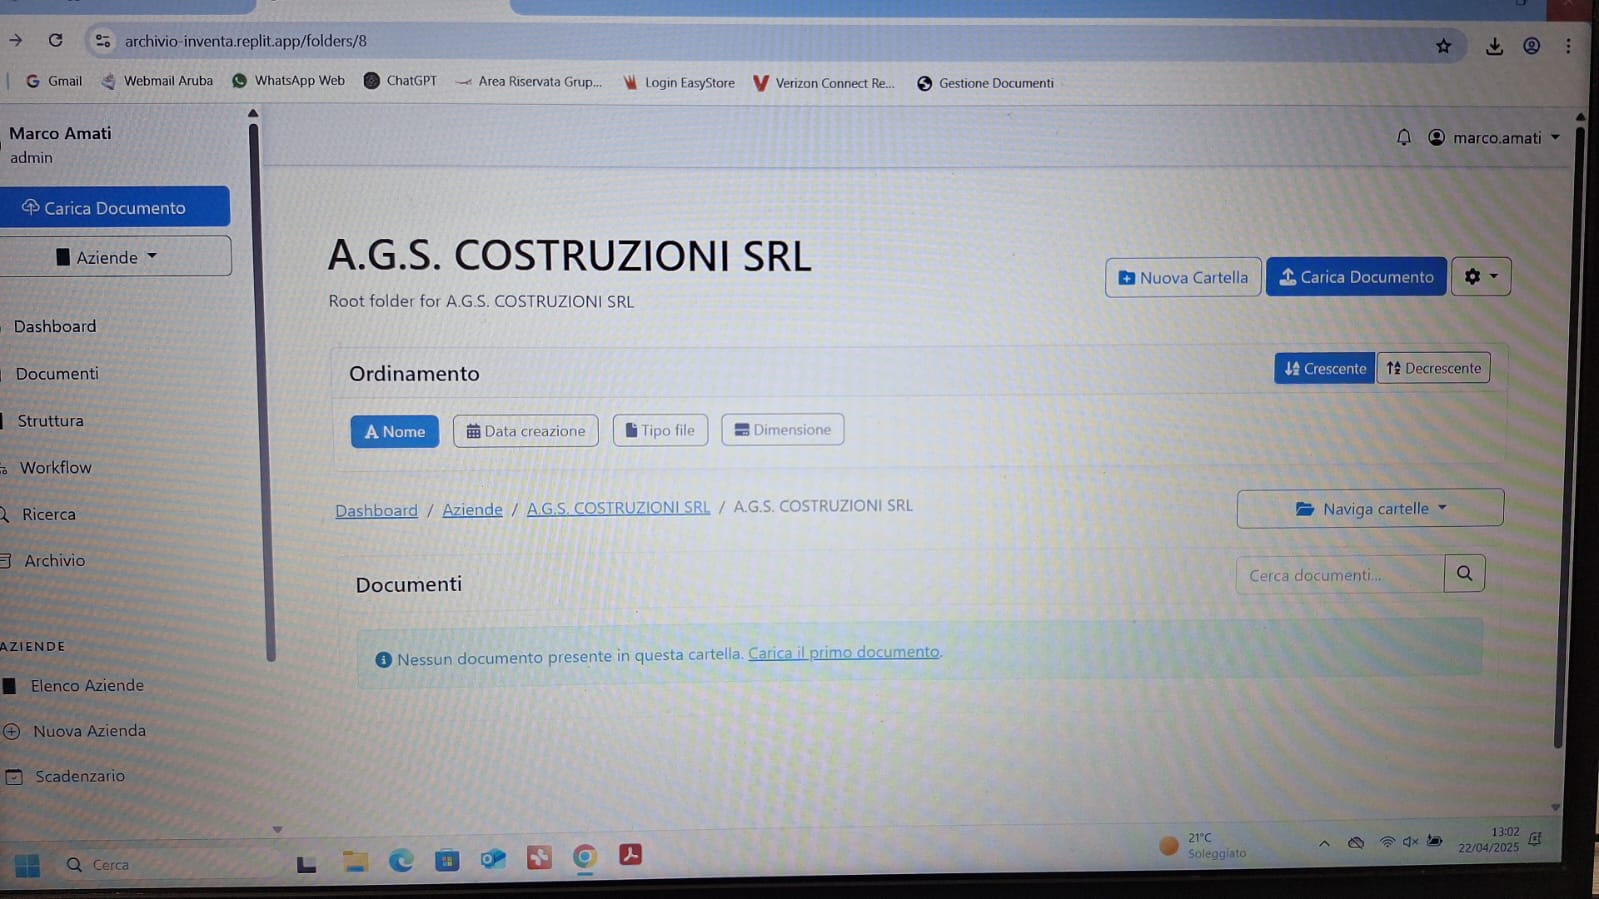 archivio-inventa.replit.app/folders/8
Gmail
Webmail Aruba
WhatsApp Web
ChatGPT
Area Riservata Grup...
Login EasyStore
Verizon Connect Re...
Gestione Documenti
Marco Amati
admin
Carica Documento
Aziende
Dashboard
Documenti
Struttura
Workflow
Ricerca
Archivio
AZIENDE
Elenco Aziende
Nuova Azienda
Scadenzario
marco.amati
A.G.S. COSTRUZIONI SRL
Root folder for A.G.S. COSTRUZIONI SRL
Nuova Cartella
Carica Documento
Ordinamento
Crescente
Decrescente
Nome
Data creazione
Tipo file
Dimensione
Dashboard / Aziende / A.G.S. COSTRUZIONI SRL / A.G.S. COSTRUZIONI SRL
Naviga cartelle
Documenti
Cerca documenti...
Nessun documento presente in questa cartella. Carica il primo documento.
Cerca
21°C
Soleggiato
13:02
22/04/2025